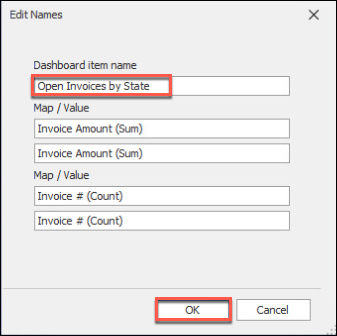 Edit Names
Dashboard item name
Open Invoices by State
Map / Value
Invoice Amount (Sum)
Invoice Amount (Sum)
Map / Value
Invoice # (Count)
Invoice # (Count)
OK Cancel